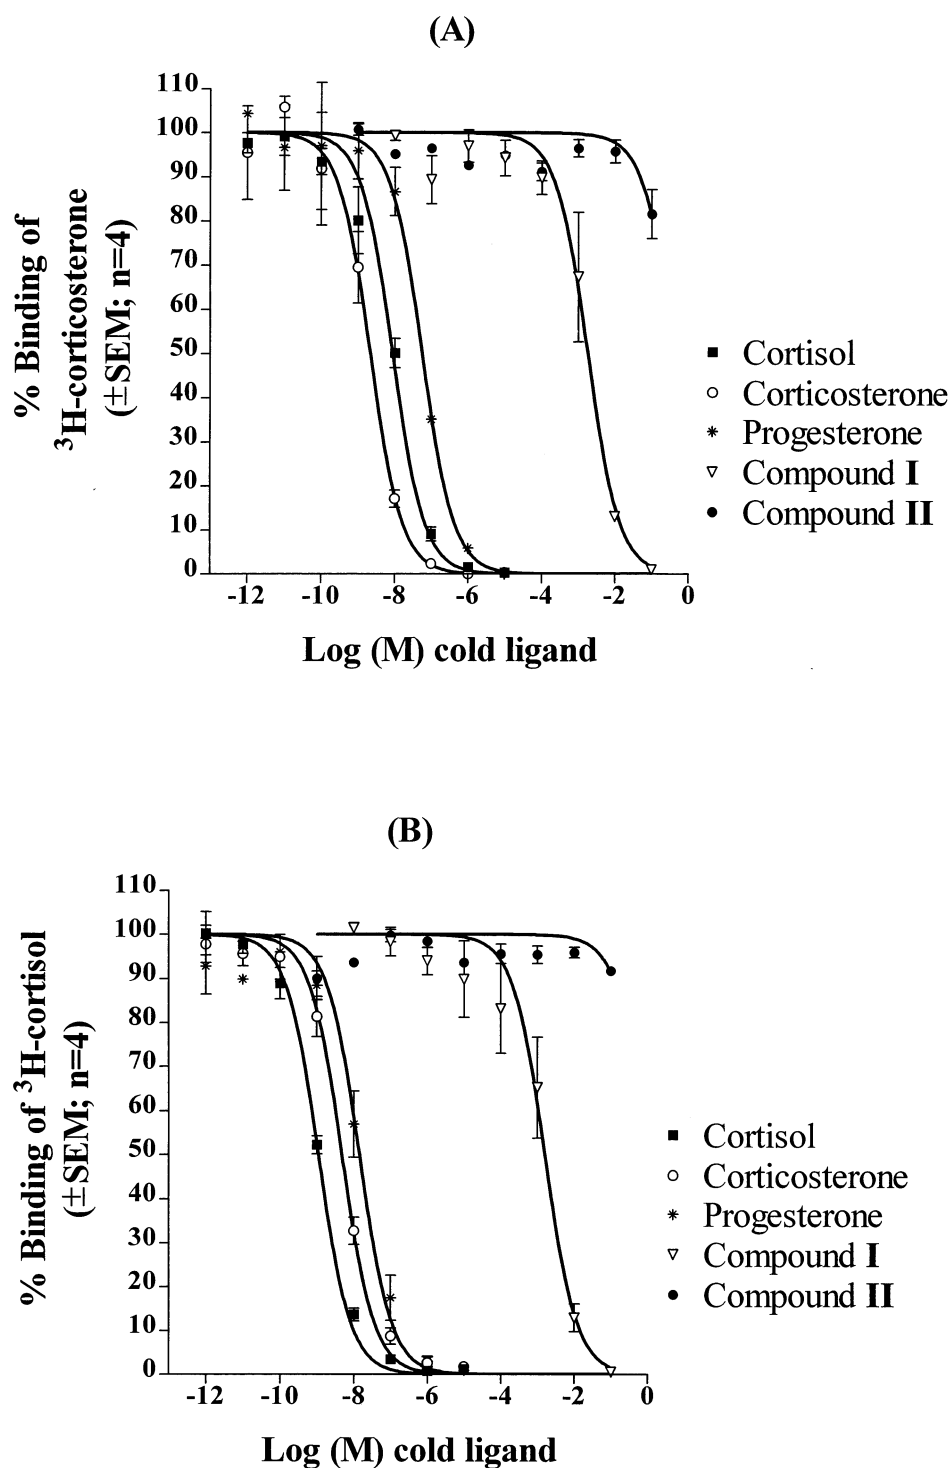 (A)
% Binding of
³H-corticosterone
(±SEM; n=4)
110
100
90
80
70
60
50
40
30
20
10
0
-12 -10 -8 -6 -4 -2 0
Log (M) cold ligand
Cortisol
Corticosterone
Progesterone
Compound I
Compound II
(B)
% Binding of ³H-cortisol
(±SEM; n=4)
110
100
90
80
70
60
50
40
30
20
10
0
-12 -10 -8 -6 -4 -2 0
Log (M) cold ligand
Cortisol
Corticosterone
Progesterone
Compound I
Compound II